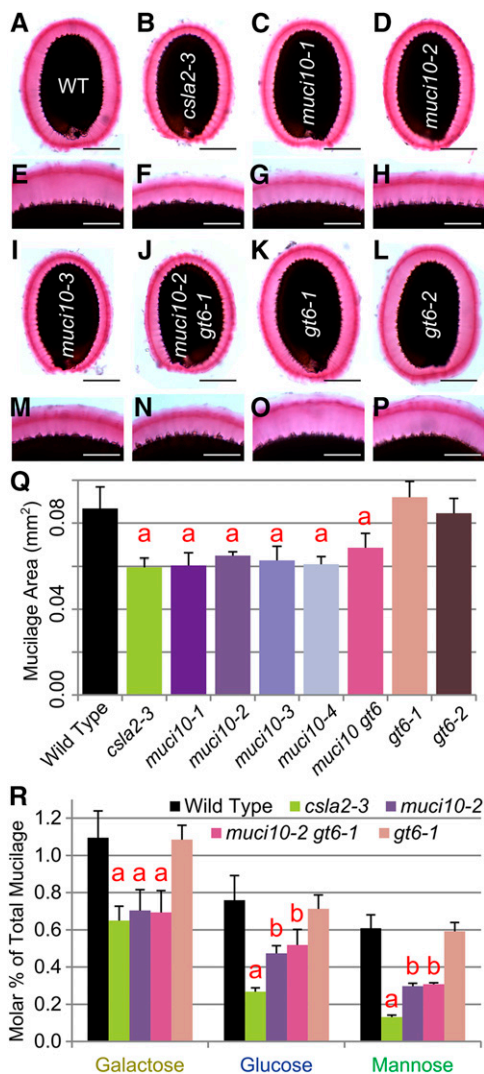 A B C D
WT csla2-3 muci10-1 muci10-2
E F G H
I J K L
muci10-3 muci10-2 gt6-1 gt6-1 gt6-2
M N O P
Q
Mucilage Area (mm²)
0.08
0.04
0.00
a a a a a a
Wild Type csla2-3 muci10-1 muci10-2 muci10-3 muci10-4 muci10 gt6 gt6-1 gt6-2
R
Molar % of Total Mucilage
Wild Type csla2-3 muci10-2
muci10-2 gt6-1 gt6-1
1.2
1.0
0.8
0.6
0.4
0.2
0
a a a
a b b
a b b
Galactose Glucose Mannose